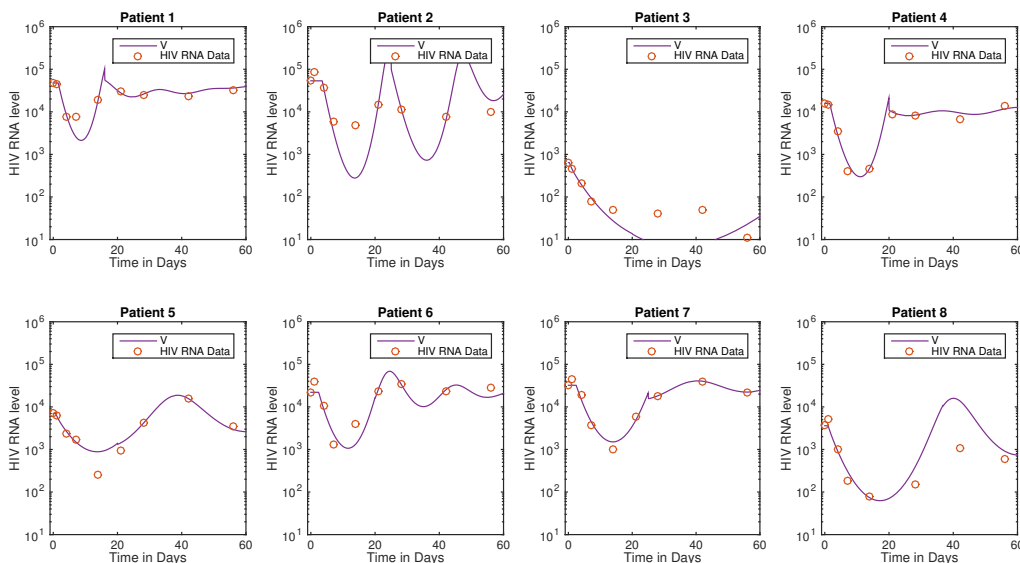 Patient 1
10^6
10^5
10^4
10^3
10^2
10^1
HIV RNA level
V
HIV RNA Data
0 20 40 60
Time in Days
Patient 2
10^6
10^5
10^4
10^3
10^2
10^1
HIV RNA level
V
HIV RNA Data
0 20 40 60
Time in Days
Patient 3
10^6
10^5
10^4
10^3
10^2
10^1
HIV RNA level
V
HIV RNA Data
0 20 40 60
Time in Days
Patient 4
10^6
10^5
10^4
10^3
10^2
10^1
HIV RNA level
V
HIV RNA Data
0 20 40 60
Time in Days
Patient 5
10^6
10^5
10^4
10^3
10^2
10^1
HIV RNA level
V
HIV RNA Data
0 20 40 60
Time in Days
Patient 6
10^6
10^5
10^4
10^3
10^2
10^1
HIV RNA level
V
HIV RNA Data
0 20 40 60
Time in Days
Patient 7
10^6
10^5
10^4
10^3
10^2
10^1
HIV RNA level
V
HIV RNA Data
0 20 40 60
Time in Days
Patient 8
10^6
10^5
10^4
10^3
10^2
10^1
HIV RNA level
V
HIV RNA Data
0 20 40 60
Time in Days